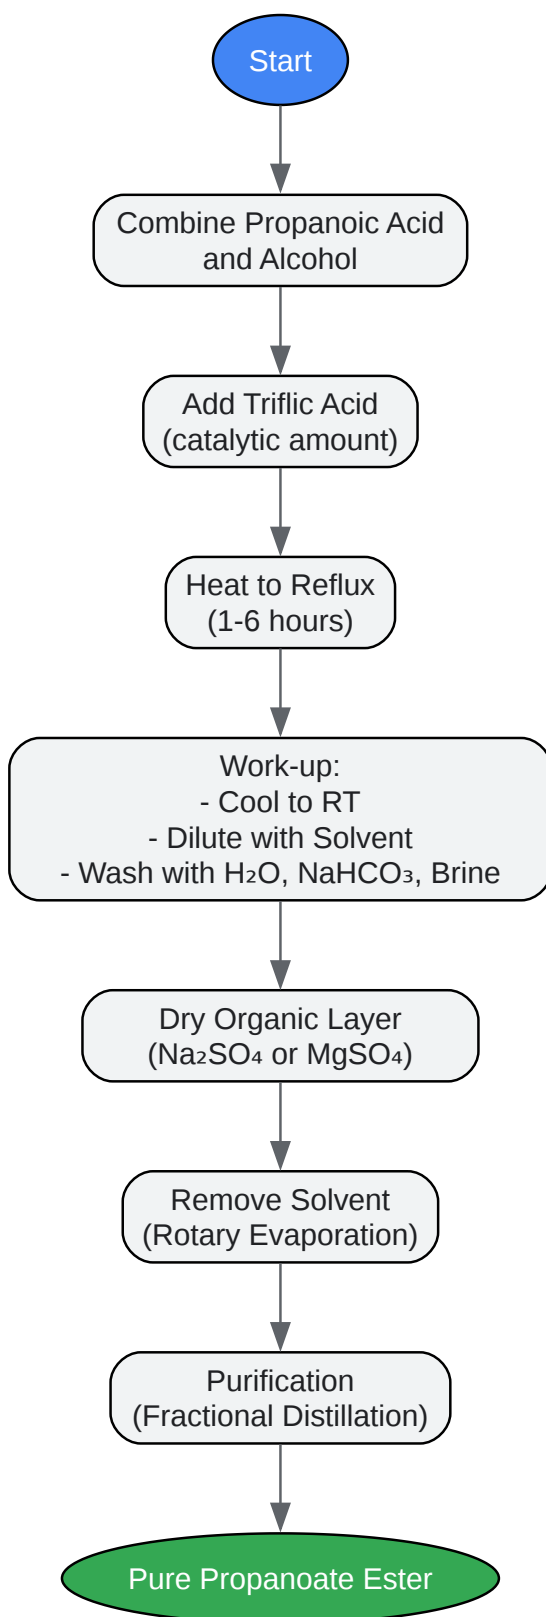 Start
Combine Propanoic Acid
and Alcohol
Add Triflic Acid
(catalytic amount)
Heat to Reflux
(1-6 hours)
Work-up:
- Cool to RT
- Dilute with Solvent
- Wash with H₂O, NaHCO₃, Brine
Dry Organic Layer
(Na₂SO₄ or MgSO₄)
Remove Solvent
(Rotary Evaporation)
Purification
(Fractional Distillation)
Pure Propanoate Ester